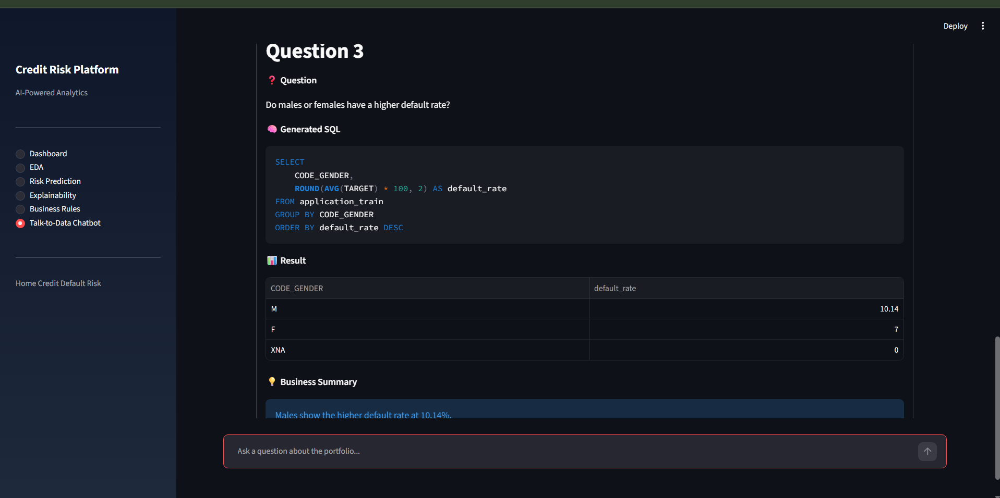 Deploy
Credit Risk Platform
AI-Powered Analytics
Dashboard
EDA
Risk Prediction
Explainability
Business Rules
Talk-to-Data Chatbot
Home Credit Default Risk
Question 3
❓ Question
Do males or females have a higher default rate?
🧠 Generated SQL
SELECT
    CODE_GENDER,
    ROUND(AVG(TARGET) * 100, 2) AS default_rate
FROM application_train
GROUP BY CODE_GENDER
ORDER BY default_rate DESC
📊 Result
CODE_GENDER default_rate
M 10.14
F 7
XNA 0
💡 Business Summary
Males show the higher default rate at 10.14%.
Ask a question about the portfolio...